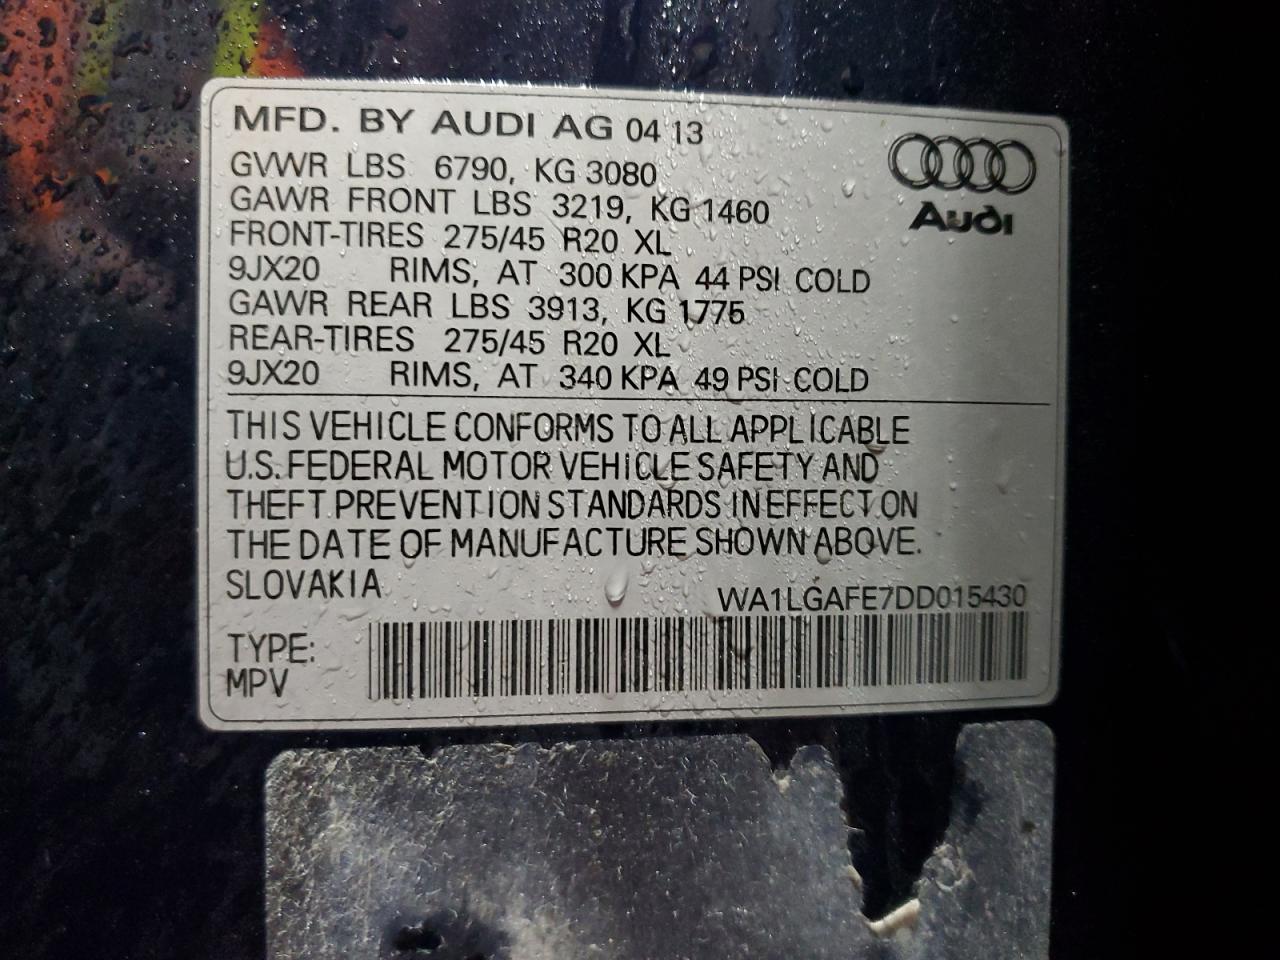 MFD. BY AUDI AG 04 13
GVWR LBS 6790, KG 3080
GAWR FRONT LBS 3219, KG 1460
FRONT-TIRES 275/45 R20 XL
9JX20 RIMS, AT 300 KPA 44 PSI COLD
GAWR REAR LBS 3913, KG 1775
REAR-TIRES 275/45 R20 XL
9JX20 RIMS, AT 340 KPA 49 PSI COLD
Audi
THIS VEHICLE CONFORMS TO ALL APPLICABLE
U.S. FEDERAL MOTOR VEHICLE SAFETY AND
THEFT PREVENTION STANDARDS IN EFFECT ON
THE DATE OF MANUFACTURE SHOWN ABOVE.
SLOVAKIA
WA1LGAFE7DD015430
TYPE:
MPV